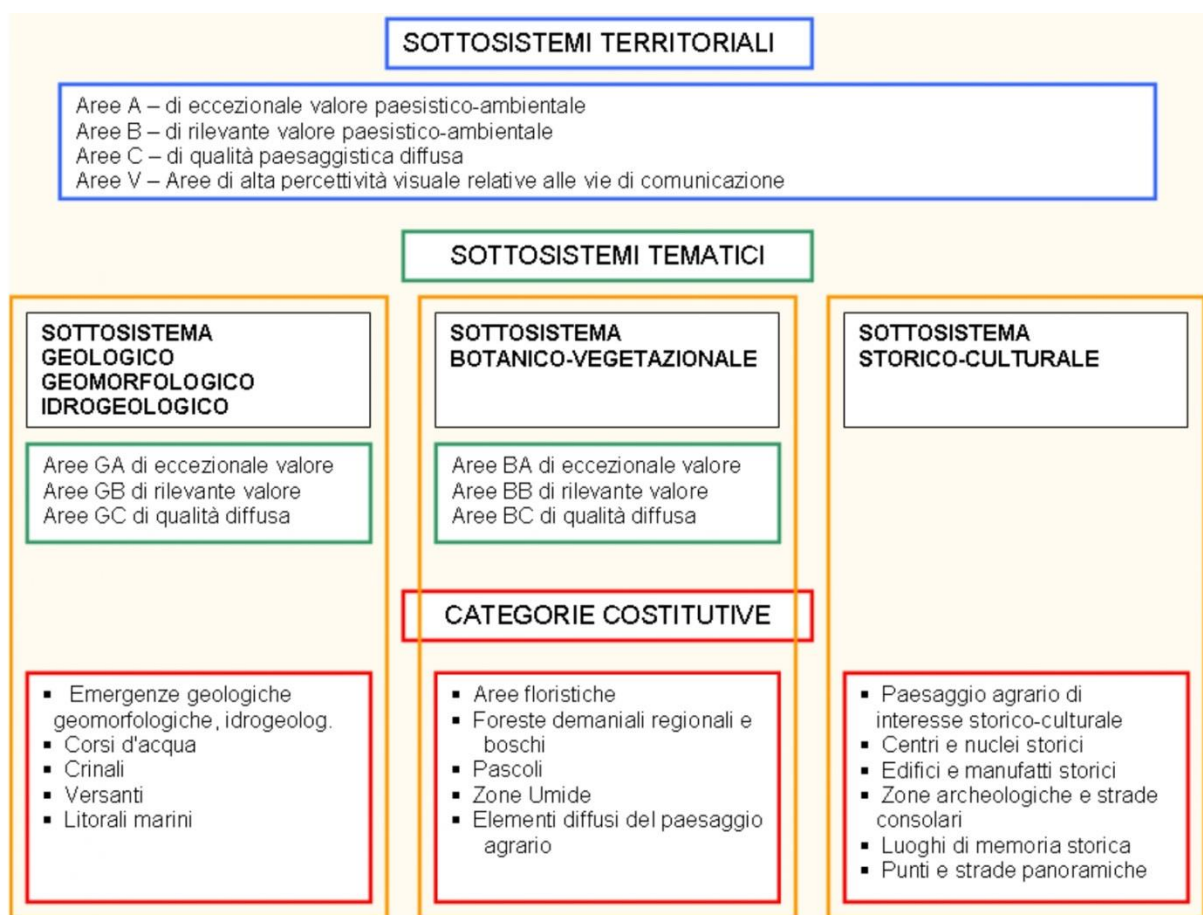 SOTTOSISTEMI TERRITORIALI
Aree A – di eccezionale valore paesistico-ambientale
Aree B – di rilevante valore paesistico-ambientale
Aree C – di qualità paesaggistica diffusa
Aree V – Aree di alta percettività visuale relative alle vie di comunicazione
SOTTOSISTEMI TEMATICI
SOTTOSISTEMA
GEOLOGICO
GEOMORFOLOGICO
IDROGEOLOGICO
Aree GA di eccezionale valore
Aree GB di rilevante valore
Aree GC di qualità diffusa
SOTTOSISTEMA
BOTANICO-VEGETAZIONALE
Aree BA di eccezionale valore
Aree BB di rilevante valore
Aree BC di qualità diffusa
SOTTOSISTEMA
STORICO-CULTURALE
CATEGORIE COSTITUTIVE
▪ Emergenze geologiche
geomorfologiche, idrogeolog.
▪ Corsi d'acqua
▪ Crinali
▪ Versanti
▪ Litorali marini
▪ Aree floristiche
▪ Foreste demaniali regionali e
boschi
▪ Pascoli
▪ Zone Umide
▪ Elementi diffusi del paesaggio
agrario
▪ Paesaggio agrario di
interesse storico-culturale
▪ Centri e nuclei storici
▪ Edifici e manufatti storici
▪ Zone archeologiche e strade
consolari
▪ Luoghi di memoria storica
▪ Punti e strade panoramiche